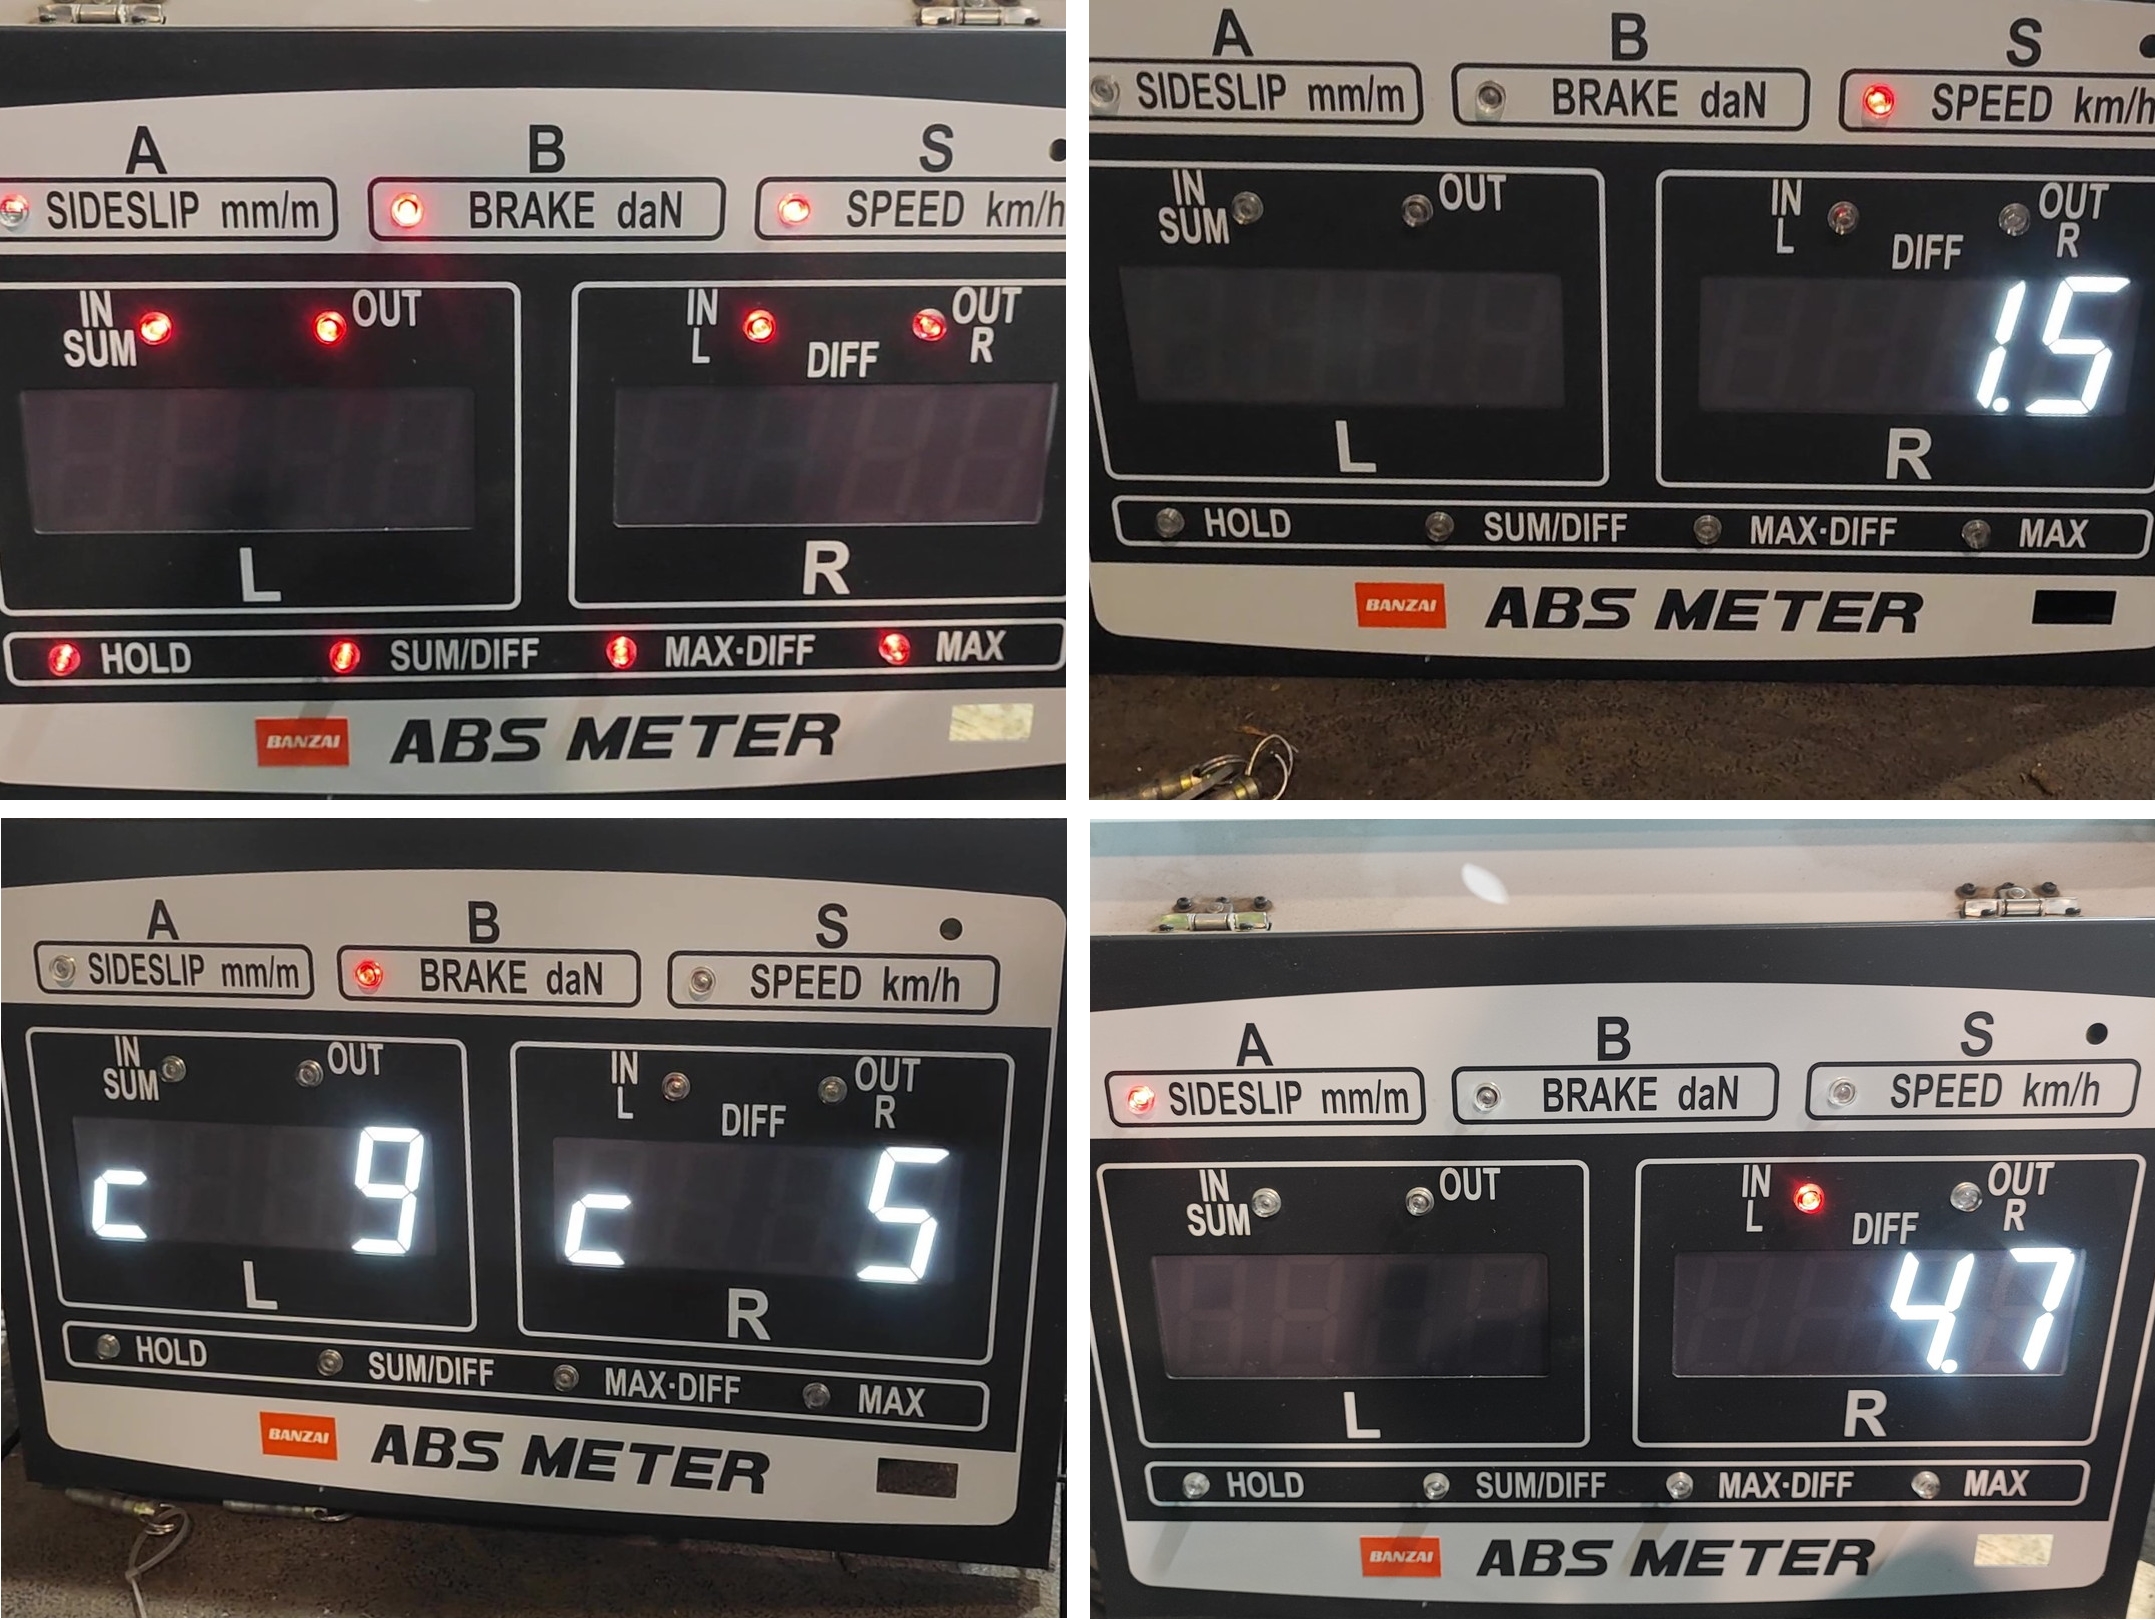 A B S
SIDESLIP mm/m BRAKE daN SPEED km/h
IN OUT IN OUT
SUM L DIFF R
L R
HOLD SUM/DIFF MAX·DIFF MAX
BANZAI ABS METER
A B S
SIDESLIP mm/m BRAKE daN SPEED km/h
IN OUT IN OUT
SUM L DIFF R
1.5
L R
HOLD SUM/DIFF MAX·DIFF MAX
BANZAI ABS METER
A B S
SIDESLIP mm/m BRAKE daN SPEED km/h
IN OUT IN OUT
SUM L DIFF R
c 9 c 5
L R
HOLD SUM/DIFF MAX·DIFF MAX
BANZAI ABS METER
A B S
SIDESLIP mm/m BRAKE daN SPEED km/h
IN OUT IN OUT
SUM L DIFF R
4.7
L R
HOLD SUM/DIFF MAX·DIFF MAX
BANZAI ABS METER